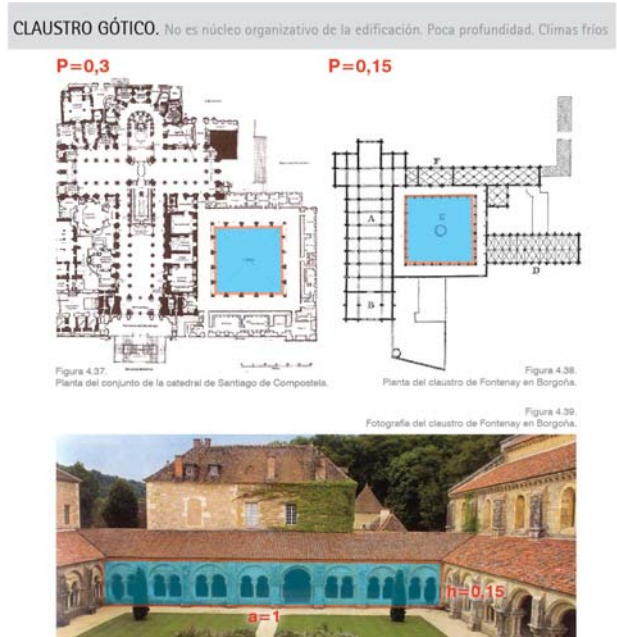 CLAUSTRO GÓTICO. No es núcleo organizativo de la edificación. Poca profundidad. Climas fríos
P=0,3
P=0,15
F
A
B
D
Figura 4.37.
Planta del conjunto de la catedral de Santiago de Compostela.
Figura 4.38.
Planta del claustro de Fontenay en Borgoña.
Figura 4.39.
Fotografía del claustro de Fontenay en Borgoña.
h=0,15
a=1